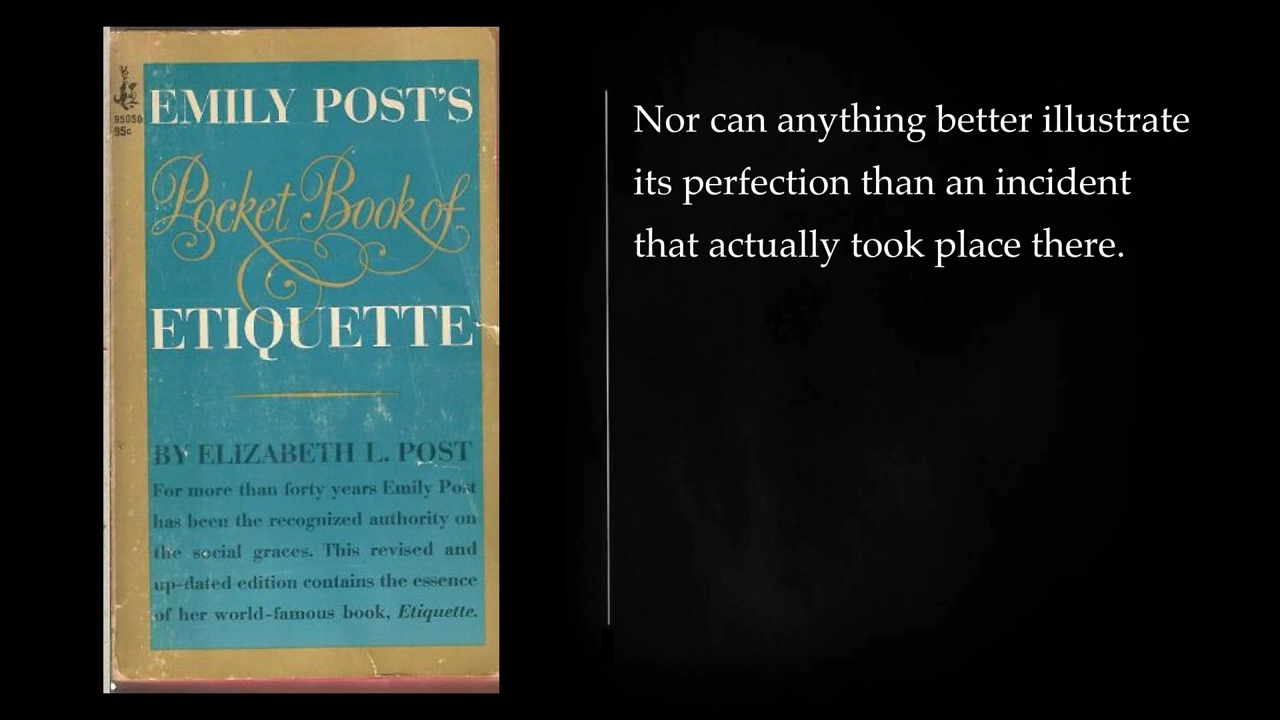 95050
95c
EMILY POST'S
Pocket Book of
ETIQUETTE
BY ELIZABETH L. POST
For more than forty years Emily Post
has been the recognized authority on
the social graces. This revised and
up-dated edition contains the essence
of her world-famous book, Etiquette.
Nor can anything better illustrate
its perfection than an incident
that actually took place there.